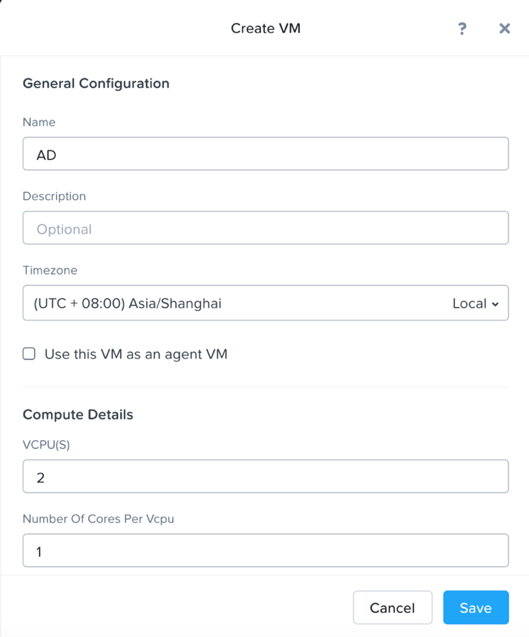 Create VM ? ×
General Configuration
Name
AD
Description
Optional
Timezone
(UTC + 08:00) Asia/Shanghai Local
Use this VM as an agent VM
Compute Details
VCPU(S)
2
Number Of Cores Per Vcpu
1
Cancel Save